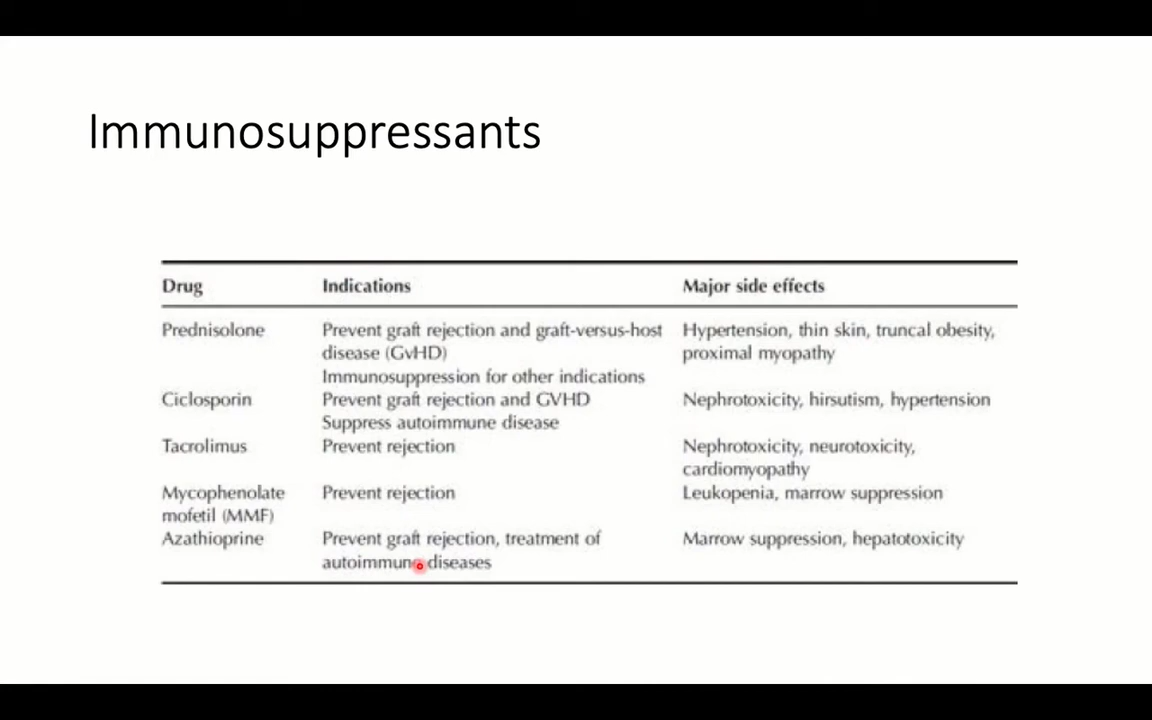 Immunosuppressants
Drug Indications Major side effects
Prednisolone Prevent graft rejection and graft-versus-host Hypertension, thin skin, truncal obesity,
disease (GvHD) proximal myopathy
Immunosuppression for other indications
Ciclosporin Prevent graft rejection and GVHD Nephrotoxicity, hirsutism, hypertension
Suppress autoimmune disease
Tacrolimus Prevent rejection Nephrotoxicity, neurotoxicity,
cardiomyopathy
Mycophenolate Prevent rejection Leukopenia, marrow suppression
mofetil (MMF)
Azathioprine Prevent graft rejection, treatment of Marrow suppression, hepatotoxicity
autoimmune diseases